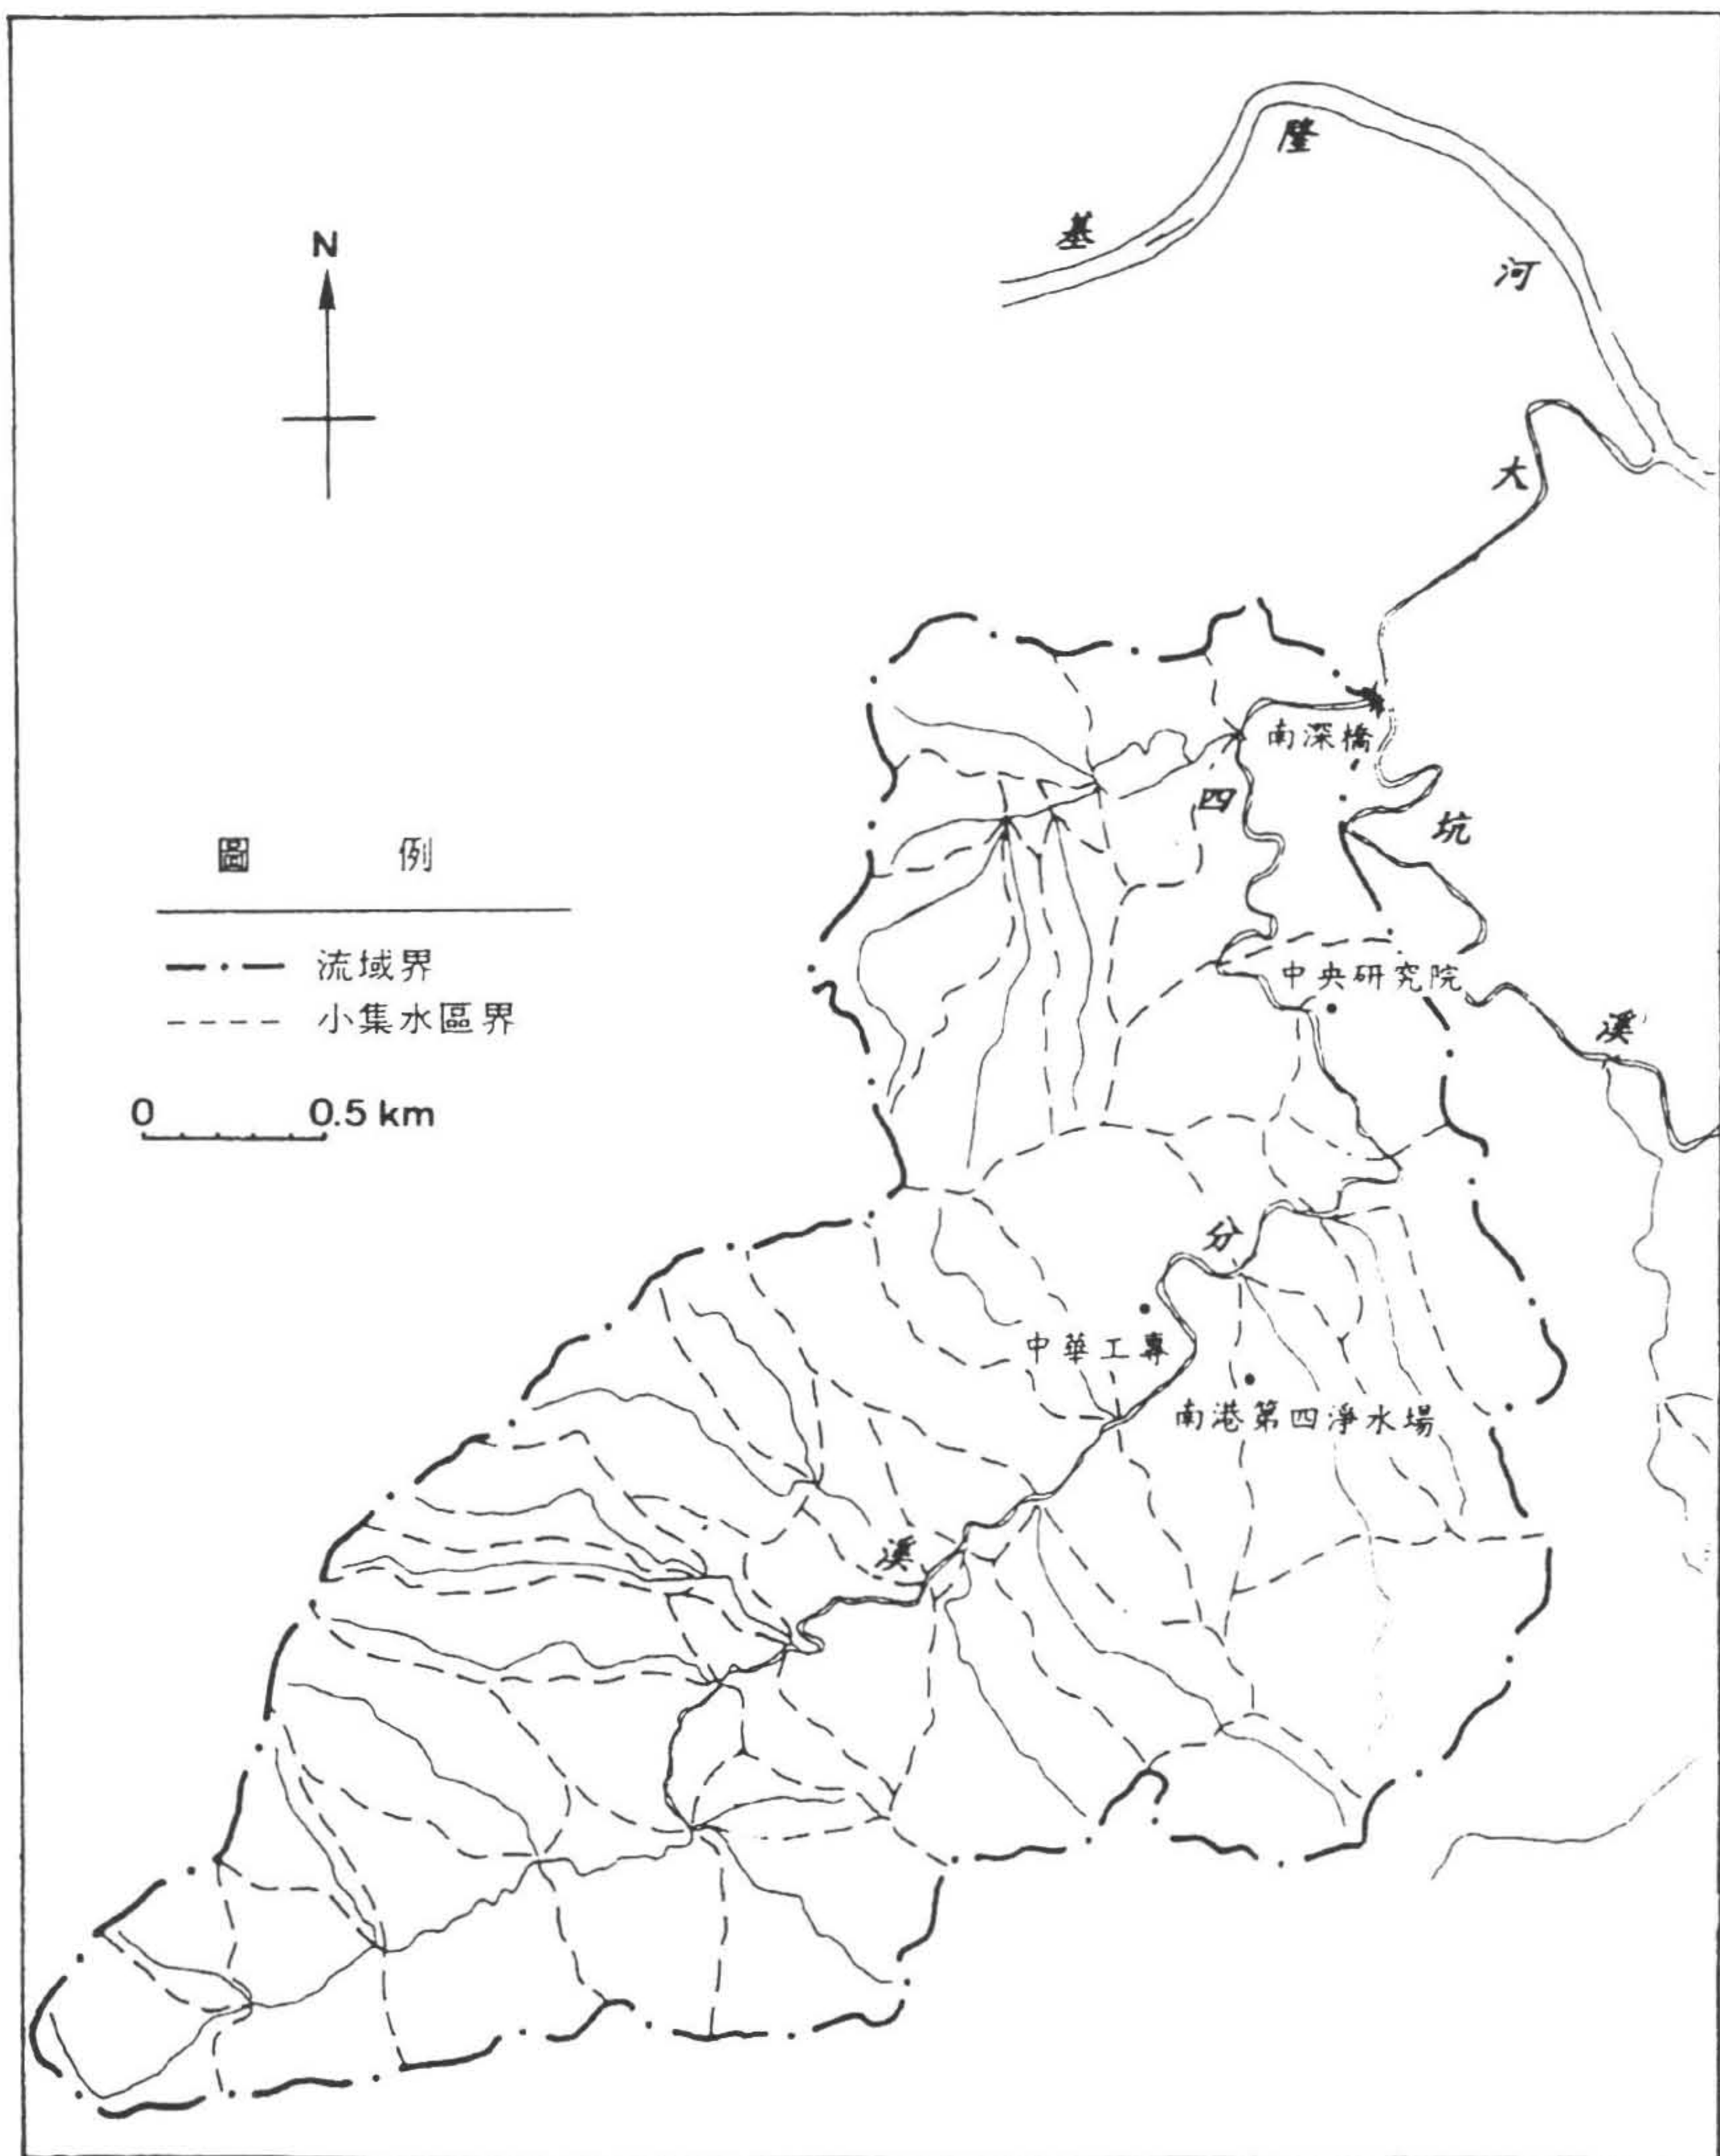 基隆河
N
大坑溪
南深橋
四分溪
圖例
流域界
小集水區界
0 0.5 km
中央研究院
中華工專
南港第四淨水場